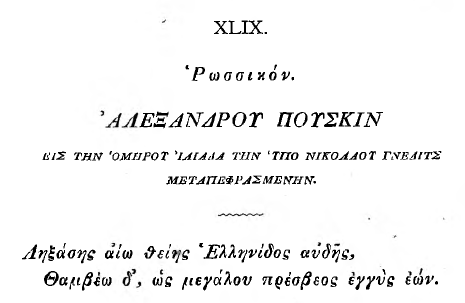 XLIX.
Ῥωσσικόν.
ἈΛΕΞΑΝΔΡΟΥ ΠΟΥΣΚΙΝ
ΕΙΣ ΤΗΝ ὉΜΗΡΟΥ ἸΛΙΑΔΑ ΤΗΝ ὙΠΟ ΝΙΚΟΛΑΟΥ ΓΝΕΔΙΤΣ
ΜΕΤΑΠΕΦΡΑΣΜΕΝΗΝ.
Ληξάσης αἴω θείης Ἑλληνίδος αὐδῆς,
Θαμβέω δ', ὡς μεγάλου πρέσβεος ἐγγὺς ἐών.